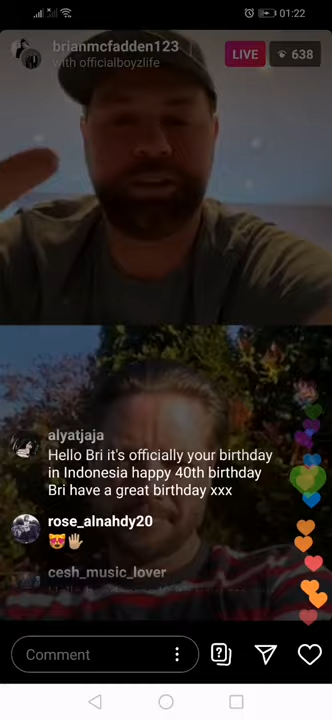 01:22
brianmcfadden123
with officialboyzlife
LIVE
638
alyatjaja
Hello Bri it's officially your birthday
in Indonesia happy 40th birthday
Bri have a great birthday xxx
rose_alnahdy20
😻🖐🏼
cesh_music_lover
Comment